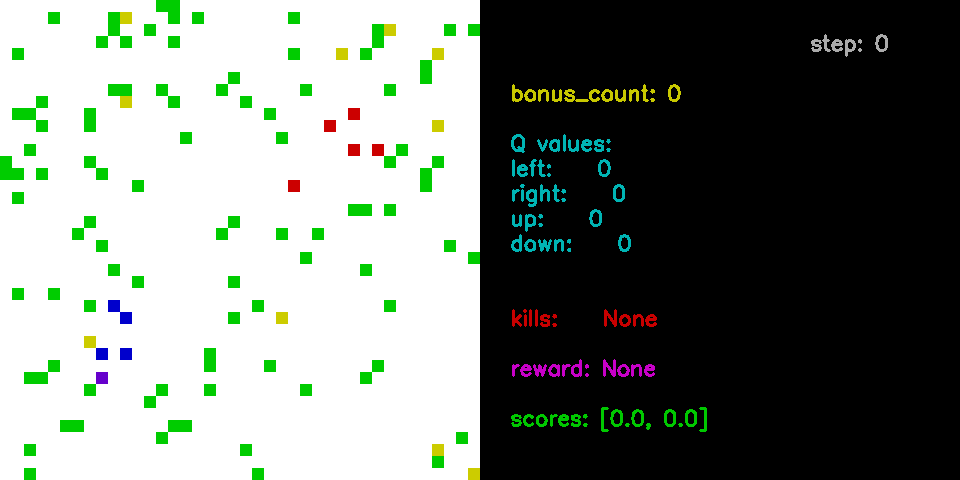 step: 0
bonus_count: 0
Q values:
left: 0
right: 0
up: 0
down: 0
kills: None
reward: None
scores: [0.0, 0.0]